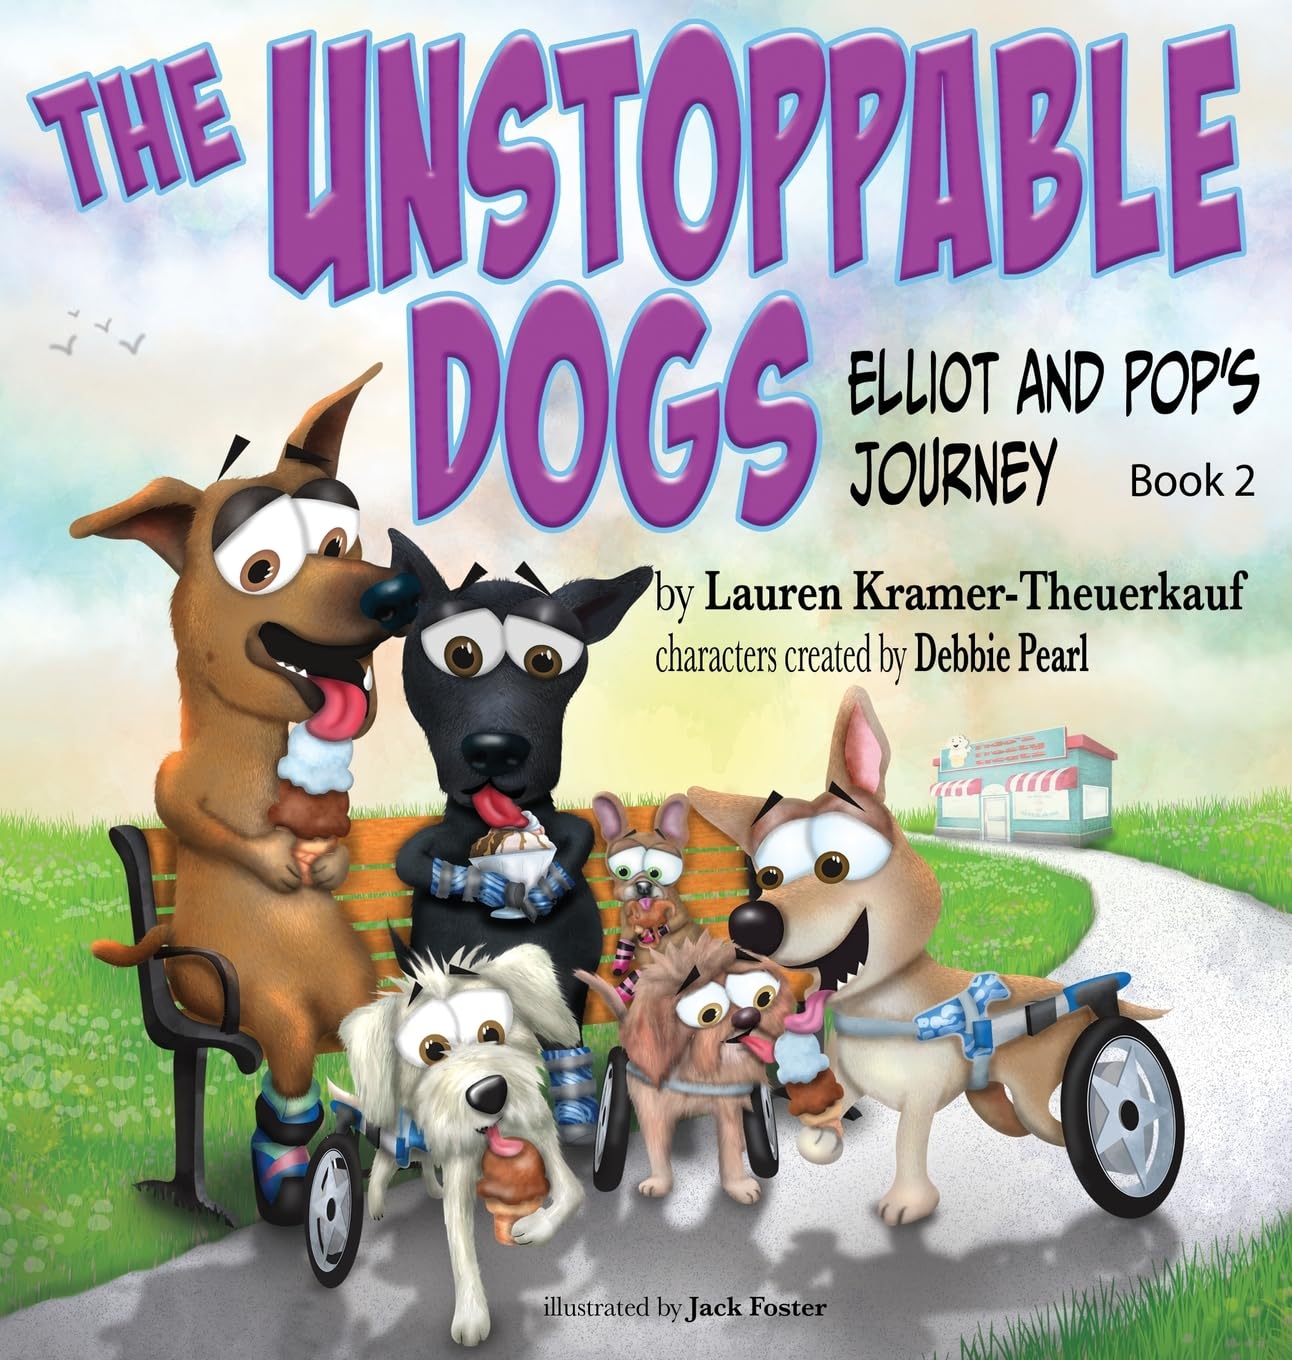 THE UNSTOPPABLE
DOGS
ELLIOT AND POP'S
JOURNEY Book 2
by Lauren Kramer-Theuerkauf
characters created by Debbie Pearl
illustrated by Jack Foster